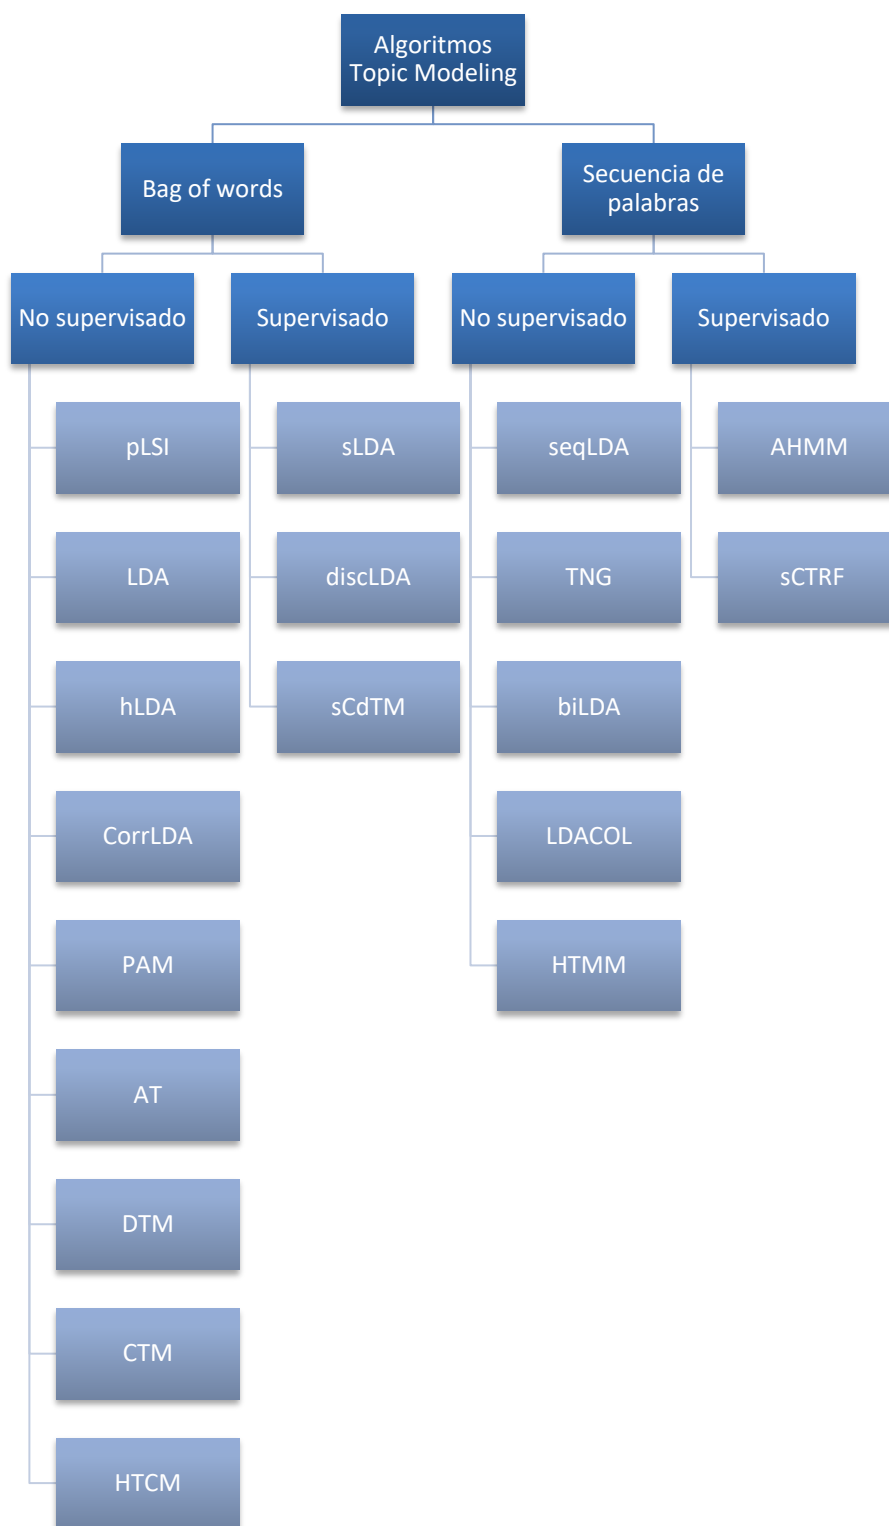 Algoritmos
Topic Modeling
Bag of words
Secuencia de
palabras
No supervisado
Supervisado
No supervisado
Supervisado
pLSI
sLDA
seqLDA
AHMM
LDA
discLDA
TNG
sCTRF
hLDA
sCdTM
biLDA
CorrLDA
LDACOL
PAM
HTMM
AT
DTM
CTM
HTCM